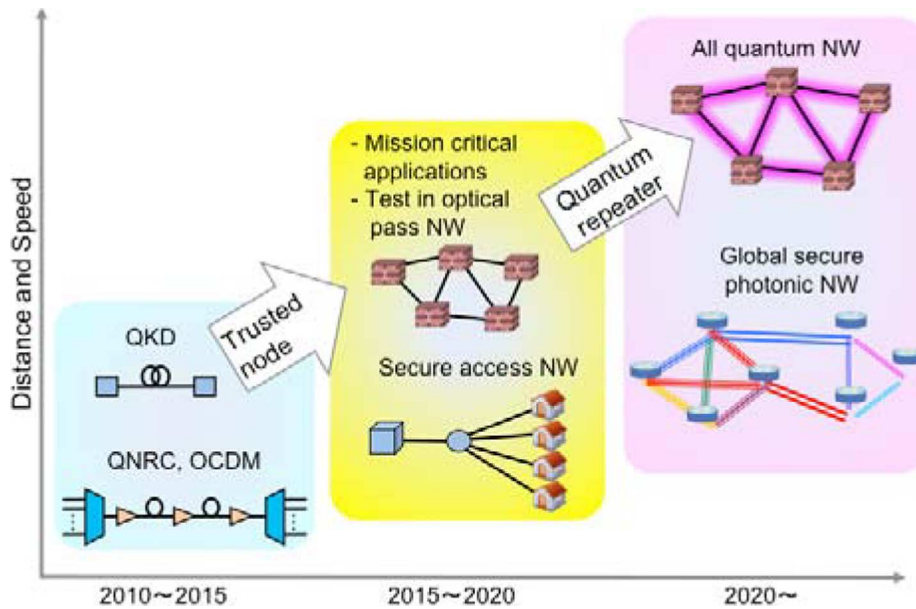 Distance and Speed
QKD
QNRC, OCDM
Trusted
node
- Mission critical
applications
- Test in optical
pass NW
Secure access NW
Quantum
repeater
All quantum NW
Global secure
photonic NW
2010～2015
2015～2020
2020～